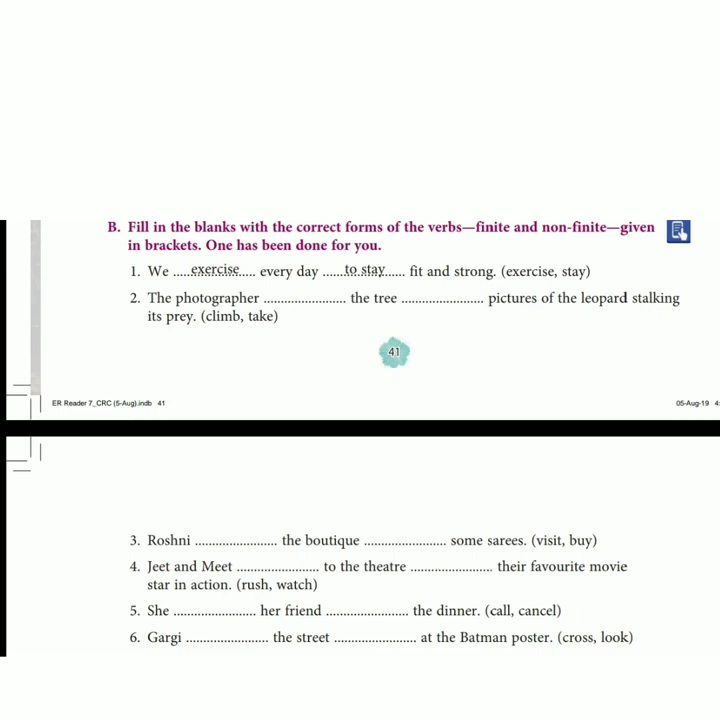 B. Fill in the blanks with the correct forms of the verbs—finite and non-finite—given
in brackets. One has been done for you.
1. We .....exercise..... every day ......to stay...... fit and strong. (exercise, stay)
2. The photographer ........................ the tree ........................ pictures of the leopard stalking
its prey. (climb, take)
41
ER Reader 7_CRC (5-Aug).indb 41
05-Aug-19 4:
3. Roshni ........................ the boutique ........................ some sarees. (visit, buy)
4. Jeet and Meet ........................ to the theatre ........................ their favourite movie
star in action. (rush, watch)
5. She ........................ her friend ........................ the dinner. (call, cancel)
6. Gargi ........................ the street ........................ at the Batman poster. (cross, look)